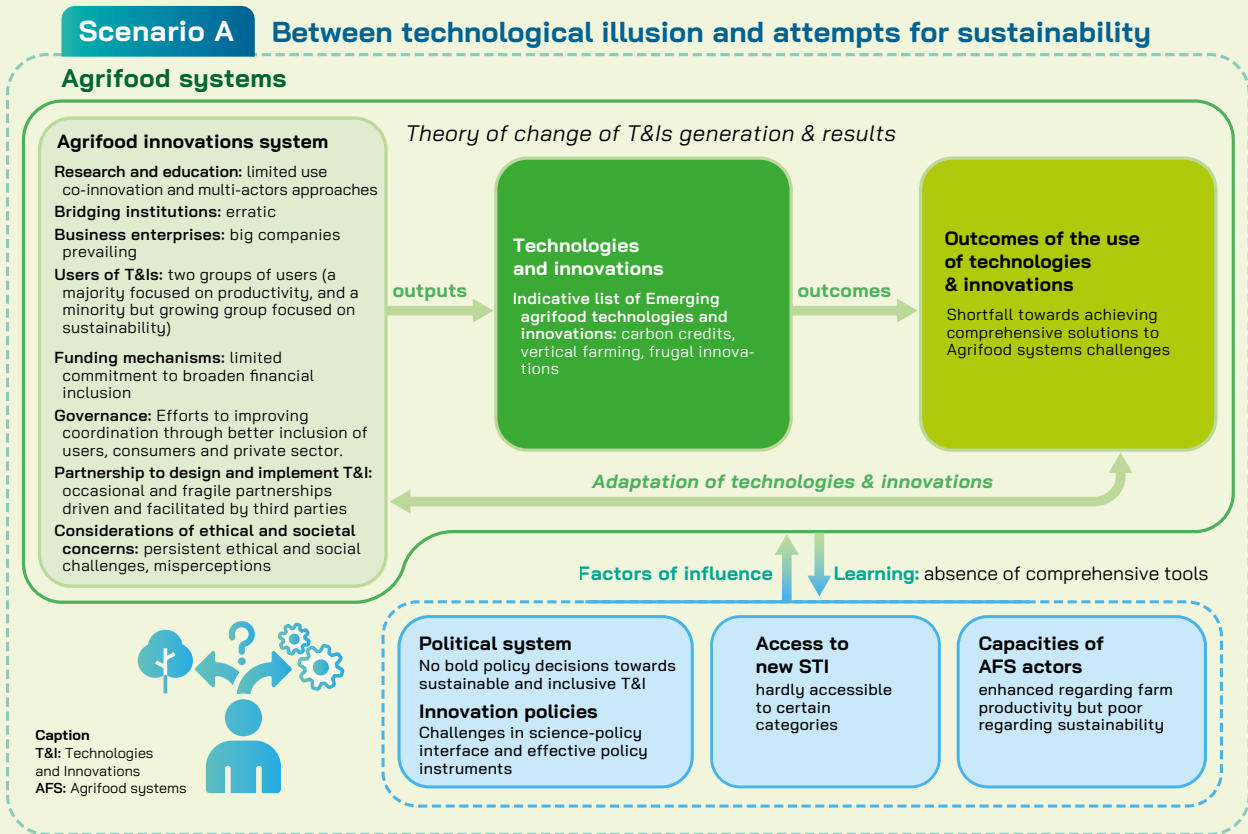 Scenario A
Between technological illusion and attempts for sustainability
Agrifood systems
Agrifood innovations system
Research and education: limited use
co-innovation and multi-actors approaches
Bridging institutions: erratic
Business enterprises: big companies
prevailing
Users of T&Is: two groups of users (a
majority focused on productivity, and a
minority but growing group focused on
sustainability)
Funding mechanisms: limited
commitment to broaden financial
inclusion
Governance: Efforts to improving
coordination through better inclusion of
users, consumers and private sector.
Partnership to design and implement T&I:
occasional and fragile partnerships
driven and facilitated by third parties
Considerations of ethical and societal
concerns: persistent ethical and social
challenges, misperceptions
Theory of change of T&Is generation & results
outputs
Technologies
and innovations
Indicative list of Emerging
agrifood technologies and
innovations: carbon credits,
vertical farming, frugal innova-
tions
outcomes
Outcomes of the use
of technologies
& innovations
Shortfall towards achieving
comprehensive solutions to
Agrifood systems challenges
Adaptation of technologies & innovations
Factors of influence
Learning: absence of comprehensive tools
Political system
No bold policy decisions towards
sustainable and inclusive T&I
Innovation policies
Challenges in science-policy
interface and effective policy
instruments
Access to
new STI
hardly accessible
to certain
categories
Capacities of
AFS actors
enhanced regarding farm
productivity but poor
regarding sustainability
?
Caption
T&I: Technologies
and Innovations
AFS: Agrifood systems